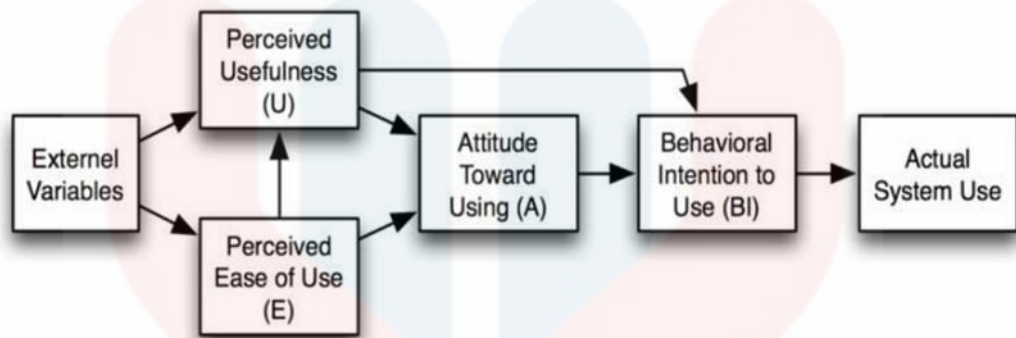 Perceived
Usefulness
(U)
Externel
Variables
Perceived
Ease of Use
(E)
Attitude
Toward
Using (A)
Behavioral
Intention to
Use (BI)
Actual
System Use